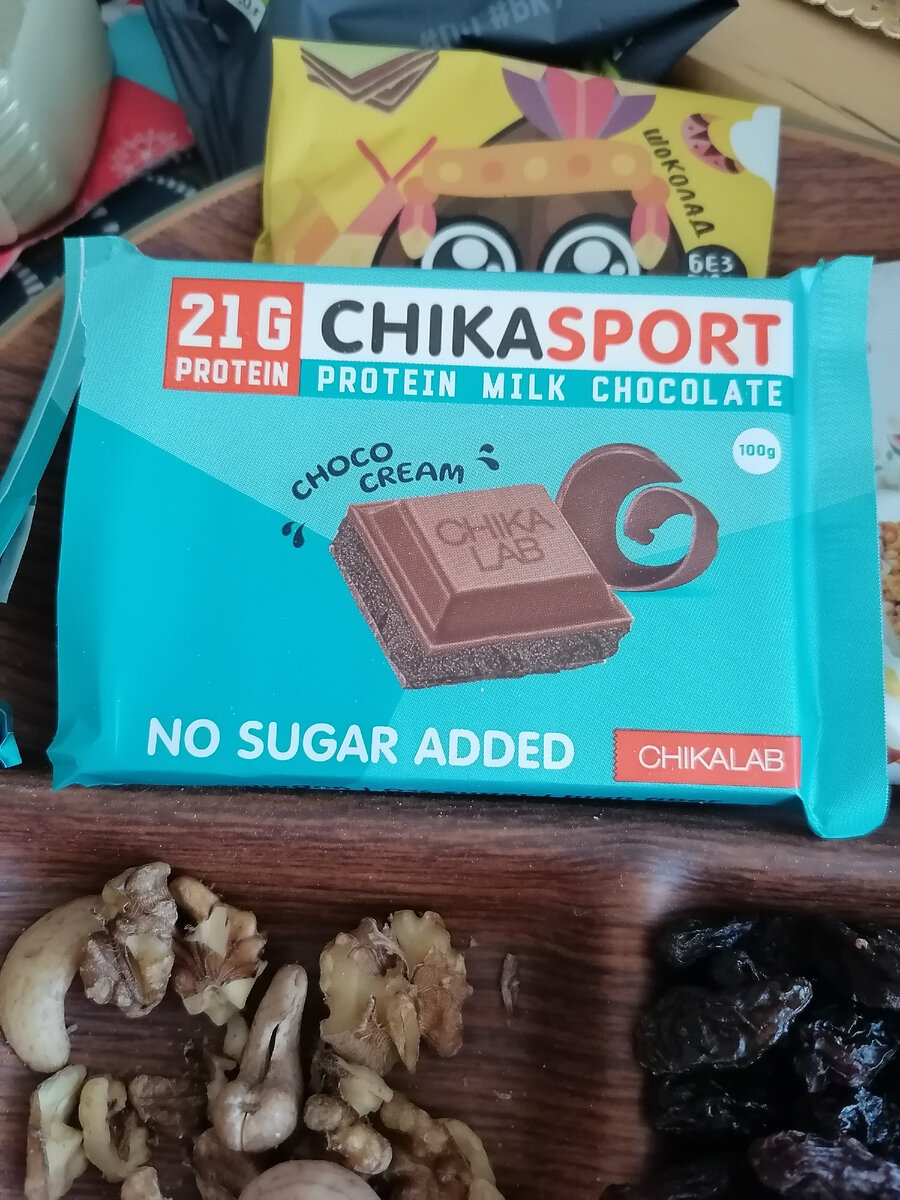 ШОКОЛАД
БЕЗ
21G
PROTEIN
CHIKASPORT
PROTEIN MILK CHOCOLATE
100g
CHOCO
CREAM
CHIKA
LAB
NO SUGAR ADDED
CHIKALAB